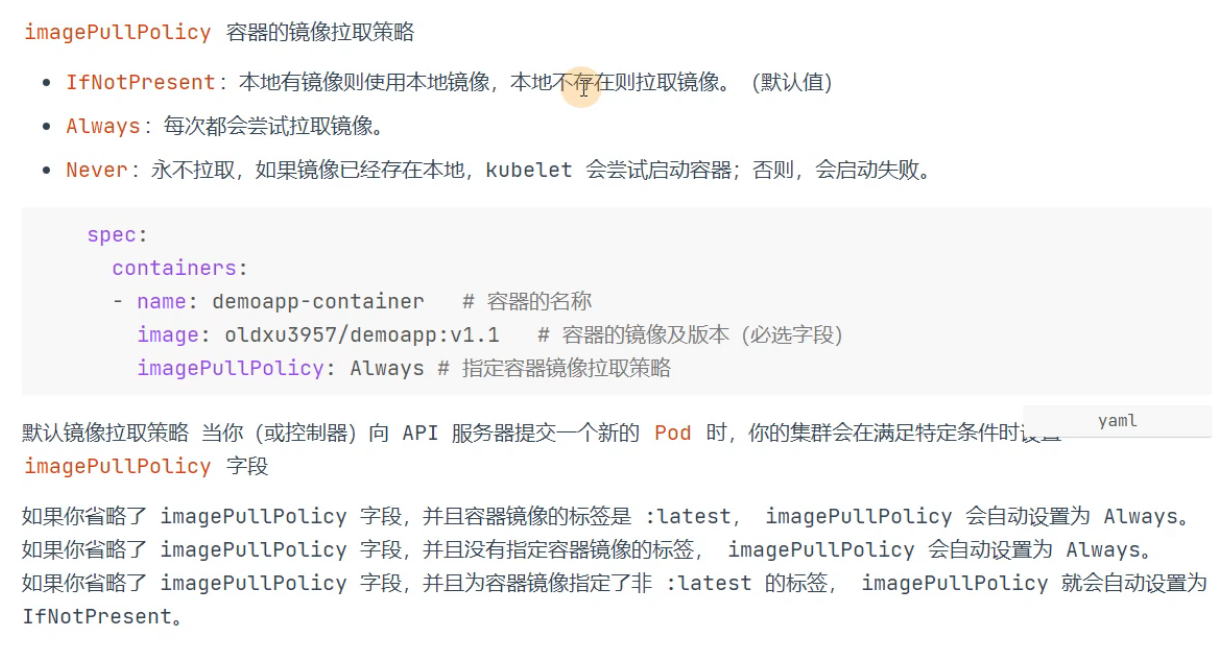 imagePullPolicy 容器的镜像拉取策略
• IfNotPresent: 本地有镜像则使用本地镜像，本地不存在则拉取镜像。（默认值）
• Always: 每次都会尝试拉取镜像。
• Never: 永不拉取，如果镜像已经存在本地，kubelet 会尝试启动容器；否则，会启动失败。
spec:
  containers:
  - name: demoapp-container   # 容器的名称
    image: oldxu3957/demoapp:v1.1   # 容器的镜像及版本（必选字段）
    imagePullPolicy: Always # 指定容器镜像拉取策略
yaml
默认镜像拉取策略 当你（或控制器）向 API 服务器提交一个新的 Pod 时，你的集群会在满足特定条件时设置
imagePullPolicy 字段
如果你省略了 imagePullPolicy 字段，并且容器镜像的标签是 :latest， imagePullPolicy 会自动设置为 Always。
如果你省略了 imagePullPolicy 字段，并且没有指定容器镜像的标签， imagePullPolicy 会自动设置为 Always。
如果你省略了 imagePullPolicy 字段，并且为容器镜像指定了非 :latest 的标签， imagePullPolicy 就会自动设置为
IfNotPresent。